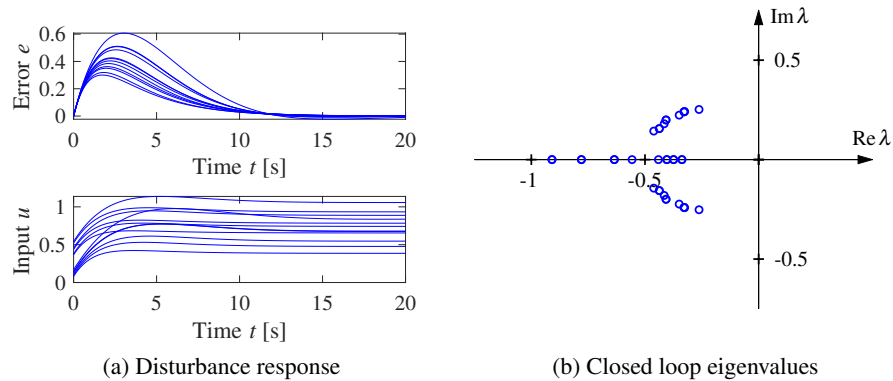 0.6
0.4
0.2
0
Error e
0 5 10 15 20
Time t [s]
1
0.5
0
Input u
0 5 10 15 20
Time t [s]
(a) Disturbance response
Im λ
0.5
Re λ
-1 -0.5
-0.5
(b) Closed loop eigenvalues